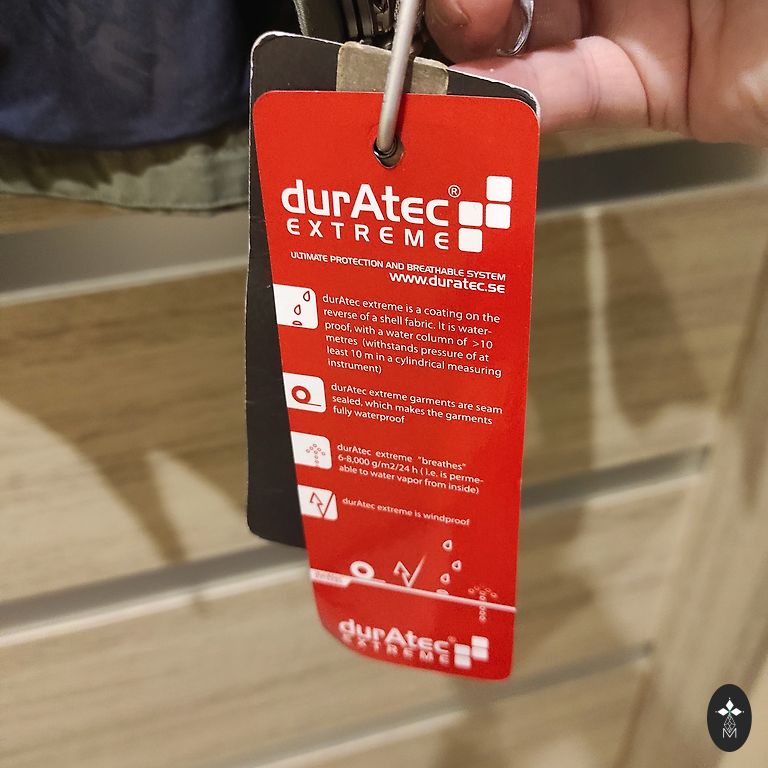 durAtec®
EXTREME
ULTIMATE PROTECTION AND BREATHABLE SYSTEM
www.duratec.se
durAtec extreme is a coating on the
reverse of a shell fabric. It is water-
proof, with a water column of >10
metres (withstands pressure of at
least 10 m in a cylindrical measuring
instrument)
durAtec extreme garments are seam
sealed, which makes the garments
fully waterproof
durAtec extreme "breathes"
6-8,000 g/m2/24 h ( i.e. is perme-
able to water vapor from inside)
durAtec extreme is windproof
durAtec®
EXTREME
M